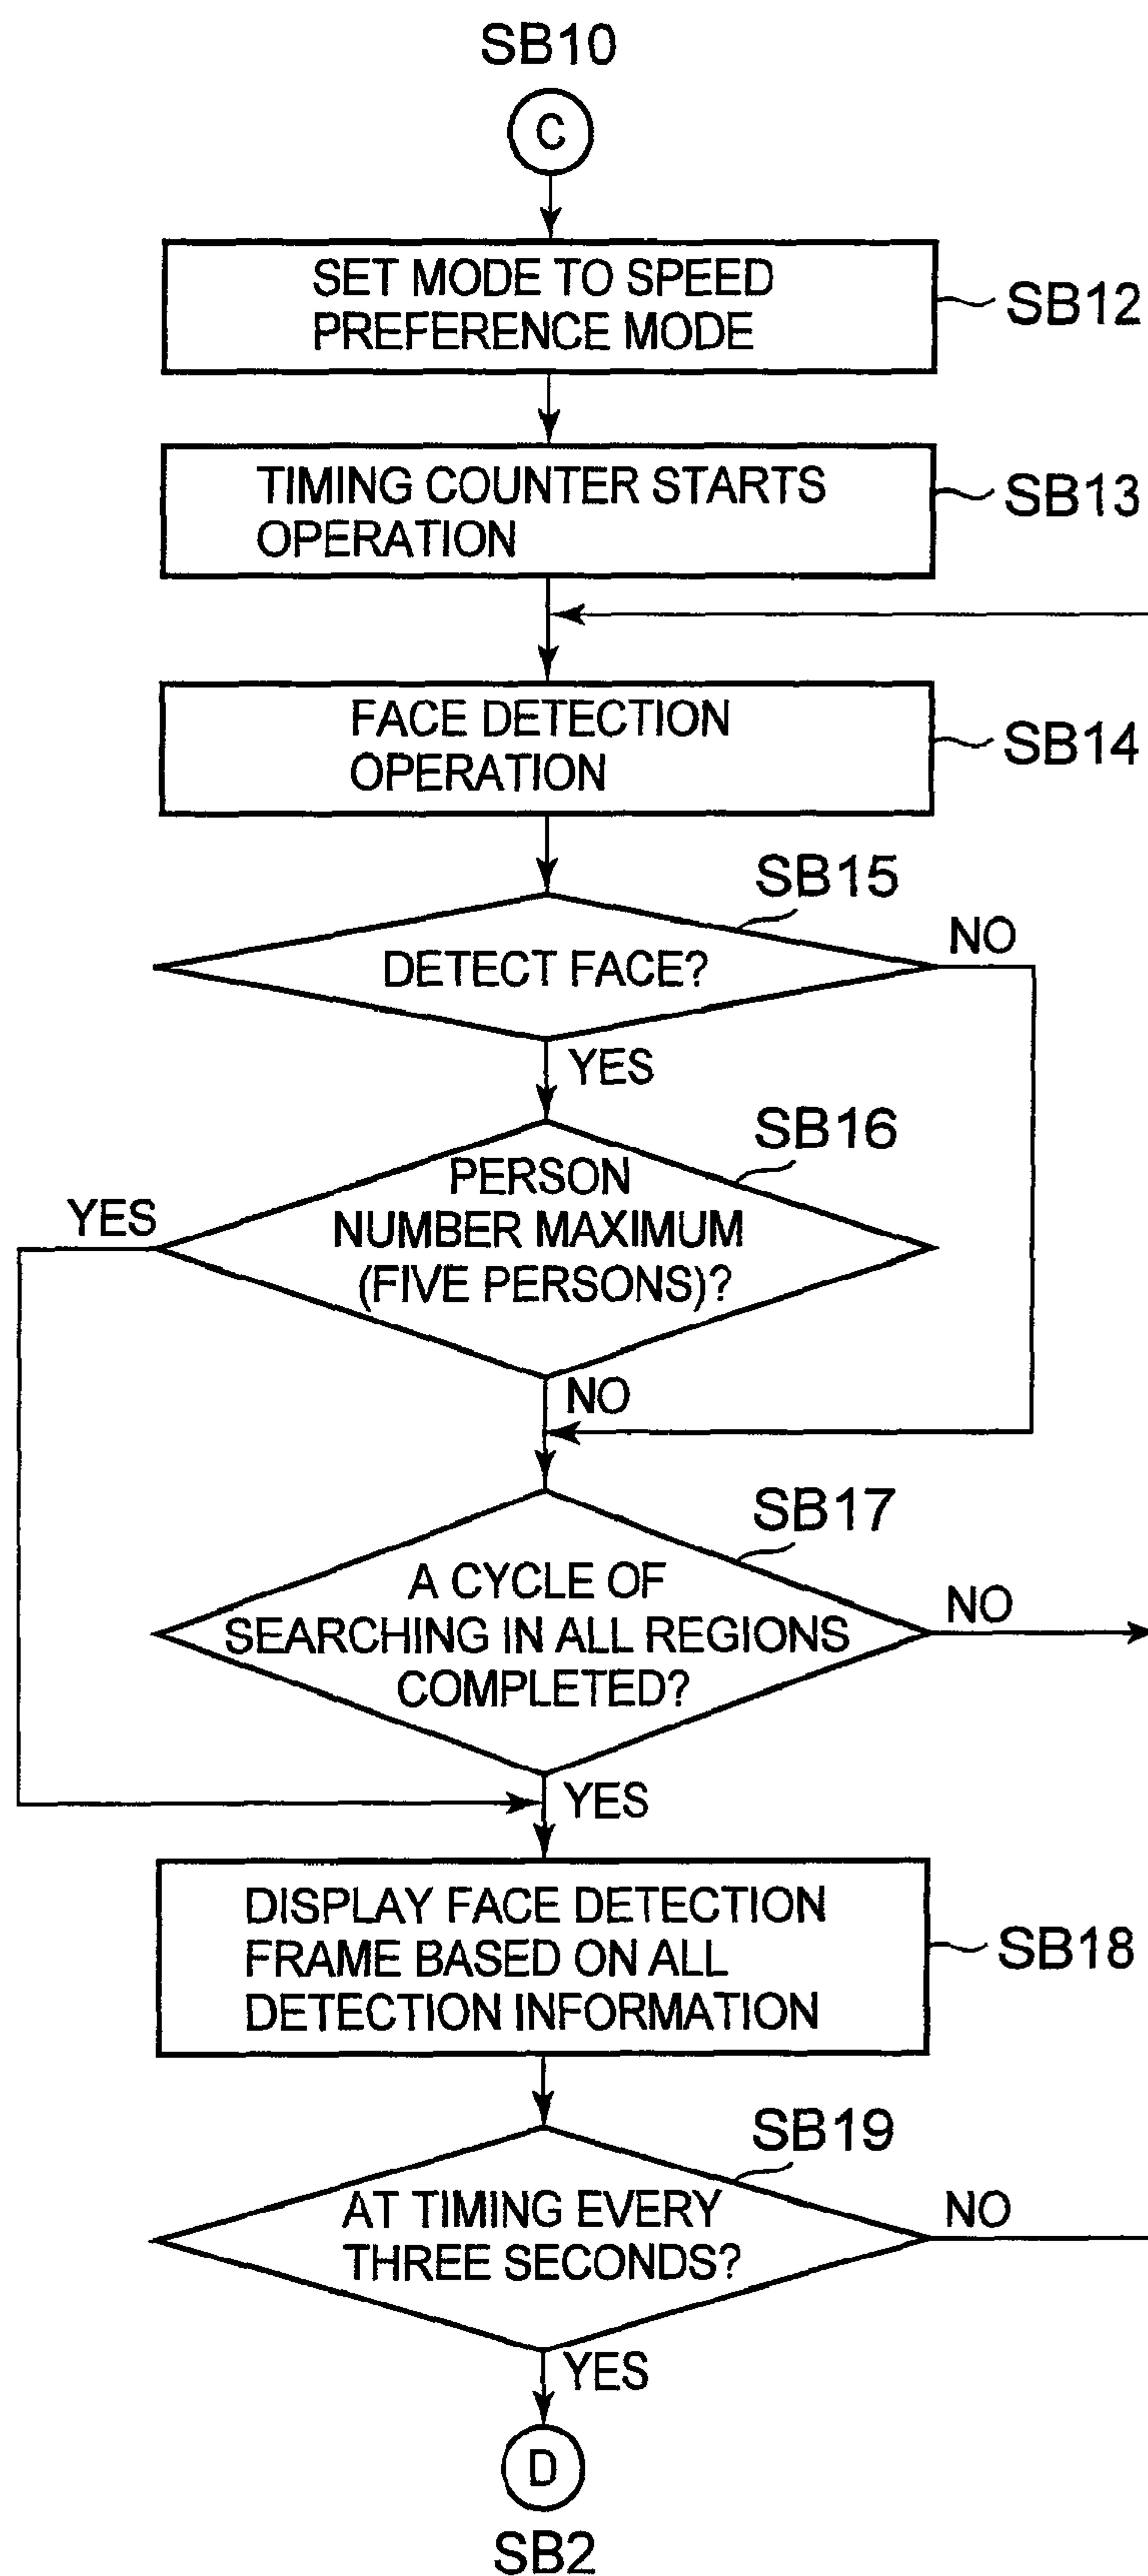 SB10
C
SET MODE TO SPEED
PREFERENCE MODE
SB12
TIMING COUNTER STARTS
OPERATION
SB13
FACE DETECTION
OPERATION
SB14
SB15
DETECT FACE?
NO
YES
SB16
PERSON
NUMBER MAXIMUM
(FIVE PERSONS)?
YES
NO
SB17
A CYCLE OF
SEARCHING IN ALL REGIONS
COMPLETED?
NO
YES
DISPLAY FACE DETECTION
FRAME BASED ON ALL
DETECTION INFORMATION
SB18
SB19
AT TIMING EVERY
THREE SECONDS?
NO
YES
D
SB2